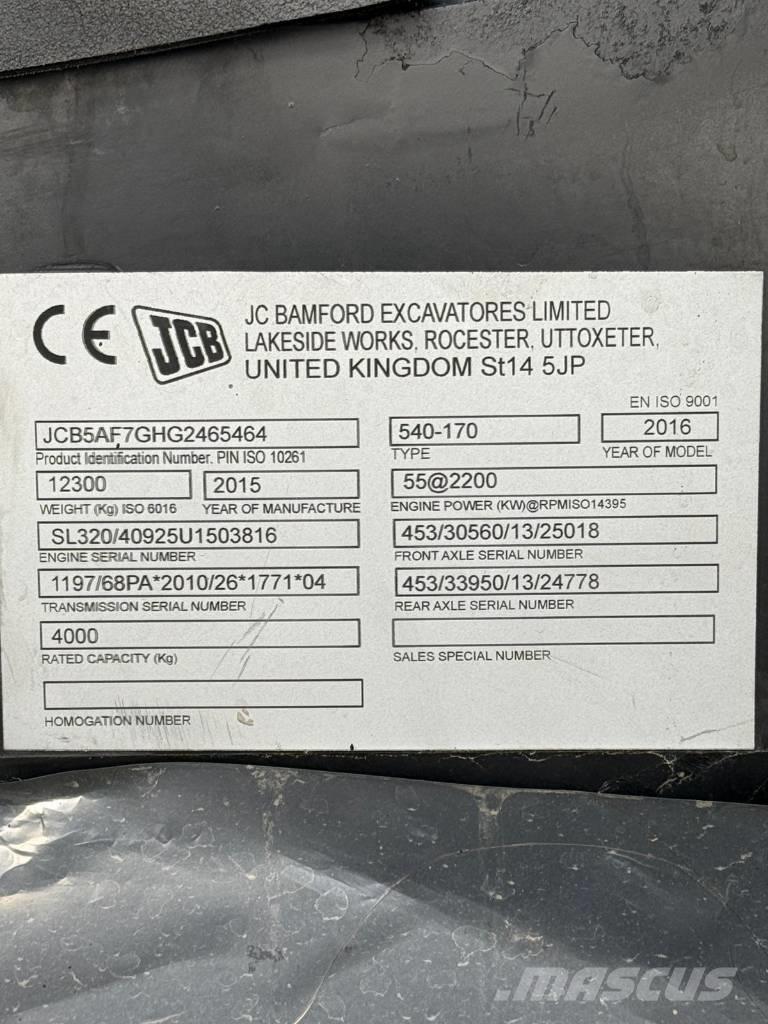 CE JCB JC BAMFORD EXCAVATORES LIMITED
LAKESIDE WORKS, ROCESTER, UTTOXETER,
UNITED KINGDOM St14 5JP
EN ISO 9001
JCB5AF7GHG2465464
Product Identification Number. PIN ISO 10261
540-170
TYPE
2016
YEAR OF MODEL
12300
WEIGHT (Kg) ISO 6016
2015
YEAR OF MANUFACTURE
55@2200
ENGINE POWER (KW)@RPMISO14395
SL320/40925U1503816
ENGINE SERIAL NUMBER
453/30560/13/25018
FRONT AXLE SERIAL NUMBER
1197/68PA*2010/26*1771*04
TRANSMISSION SERIAL NUMBER
453/33950/13/24778
REAR AXLE SERIAL NUMBER
4000
RATED CAPACITY (Kg)
SALES SPECIAL NUMBER
HOMOGATION NUMBER
MASCUS